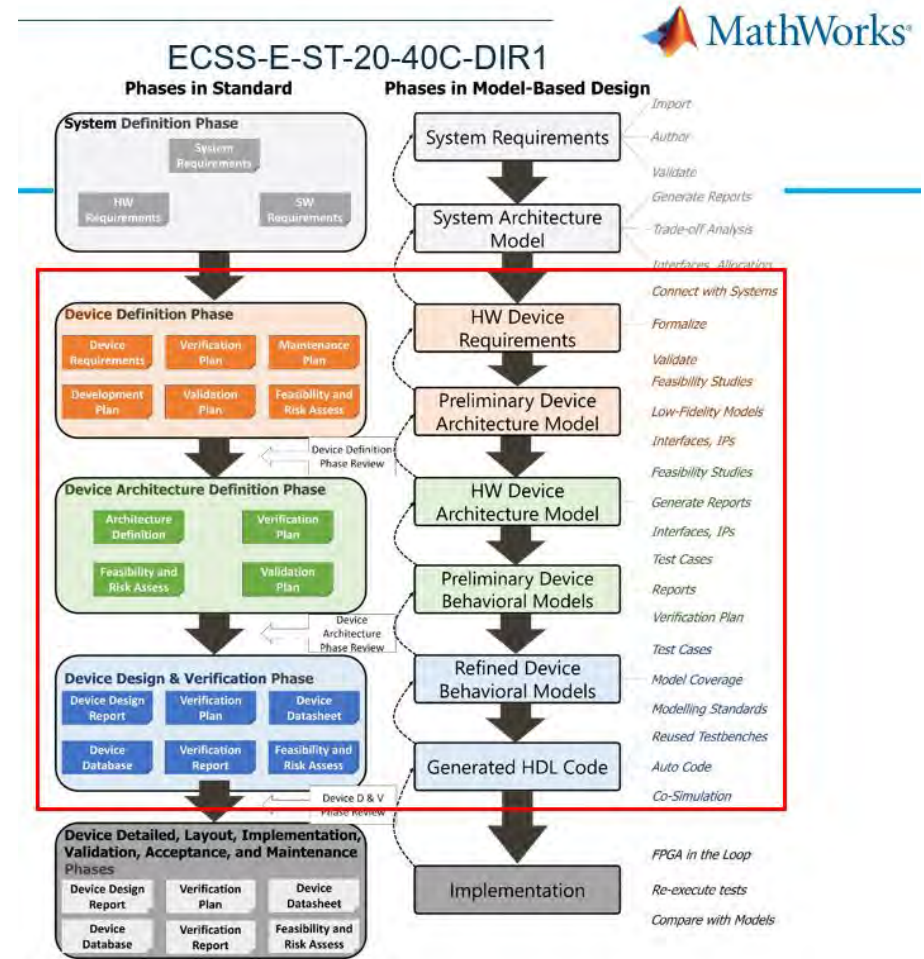 MathWorks®
ECSS-E-ST-20-40C-DIR1
Phases in Standard
Phases in Model-Based Design
System Definition Phase
System
Requirements
HW
Requirements
SW
Requirements
Device Definition Phase
Device
Requirements
Verification
Plan
Maintenance
Plan
Development
Plan
Validation
Plan
Feasibility and
Risk Assess
Device Definition
Phase Review
Device Architecture Definition Phase
Architecture
Definition
Verification
Plan
Feasibility and
Risk Assess
Validation
Plan
Device
Architecture
Phase Review
Device Design & Verification Phase
Device Design
Report
Verification
Plan
Device
Datasheet
Device
Database
Verification
Report
Feasibility and
Risk Assess
Device D & V
Phase Review
Device Detailed, Layout, Implementation,
Validation, Acceptance, and Maintenance
Phases
Device Design
Report
Verification
Plan
Device
Datasheet
Device
Database
Verification
Report
Feasibility and
Risk Assess
System Requirements
System Architecture
Model
HW Device
Requirements
Preliminary Device
Architecture Model
HW Device
Architecture Model
Preliminary Device
Behavioral Models
Refined Device
Behavioral Models
Generated HDL Code
Implementation
Import
Author
Validate
Generate Reports
Trade-off Analysis
Interfaces, Allocation
Connect with Systems
Formalize
Validate
Feasibility Studies
Low-Fidelity Models
Interfaces, IPs
Feasibility Studies
Generate Reports
Interfaces, IPs
Test Cases
Reports
Verification Plan
Test Cases
Model Coverage
Modelling Standards
Reused Testbenches
Auto Code
Co-Simulation
FPGA in the Loop
Re-execute tests
Compare with Models